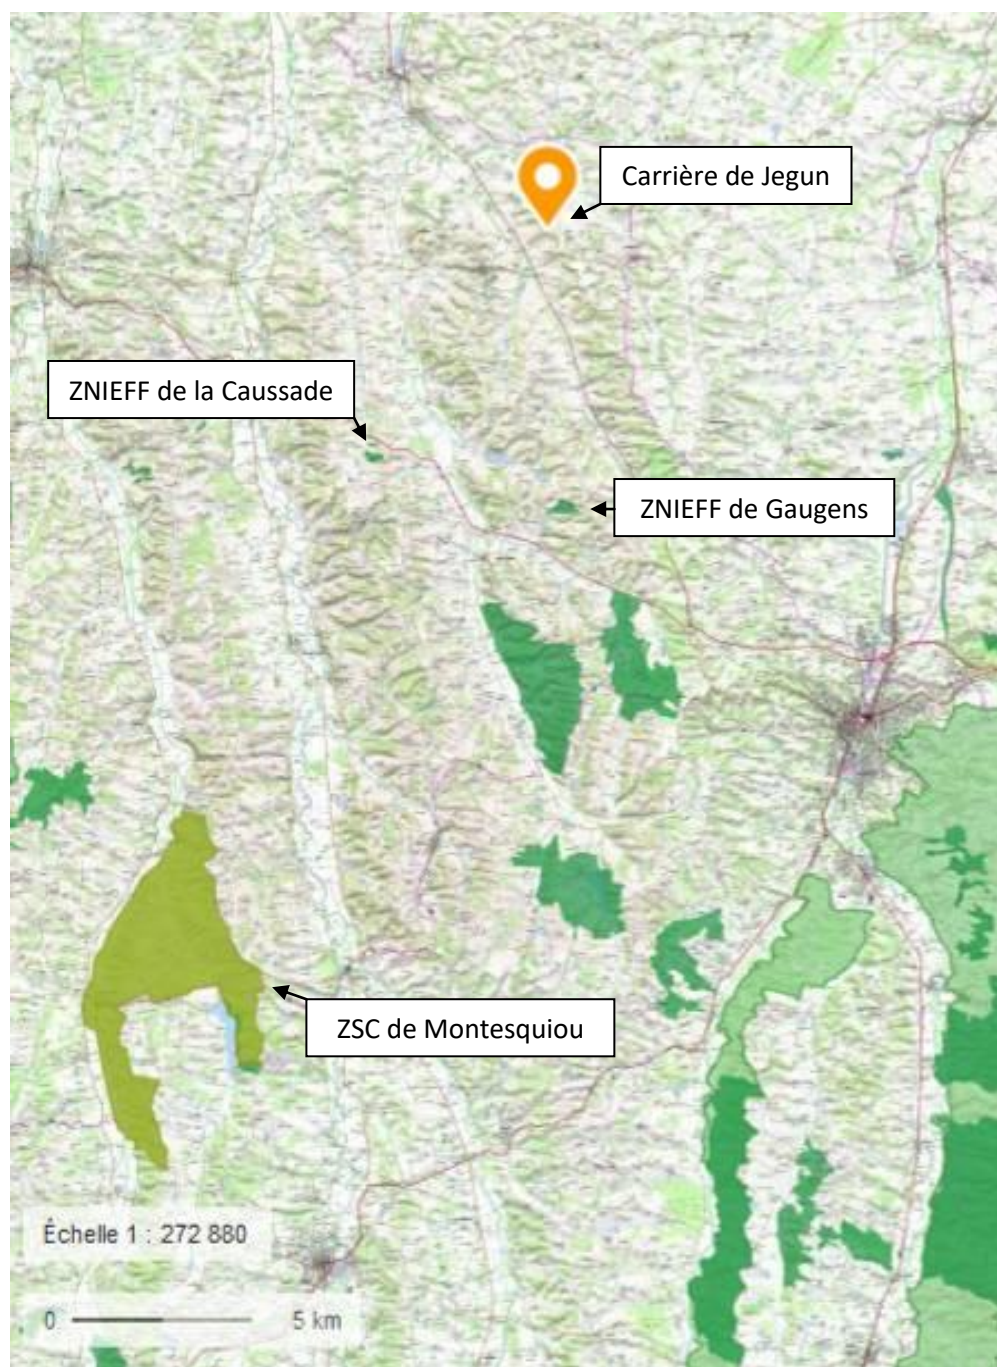 Carrière de Jegun
ZNIEFF de la Caussade
ZNIEFF de Gaugens
ZSC de Montesquiou
Échelle 1 : 272 880
0 5 km